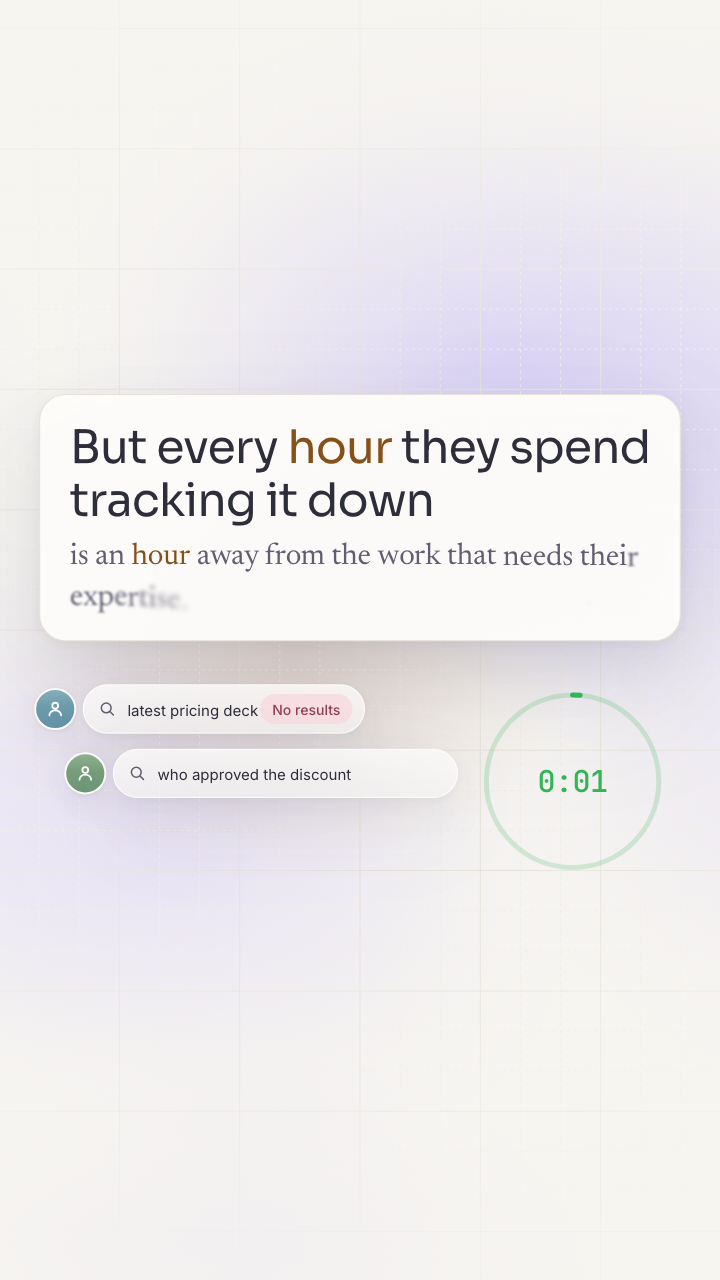 But every hour they spend
tracking it down
is an hour away from the work that needs their
expertise.
latest pricing deck No results
who approved the discount
0:01